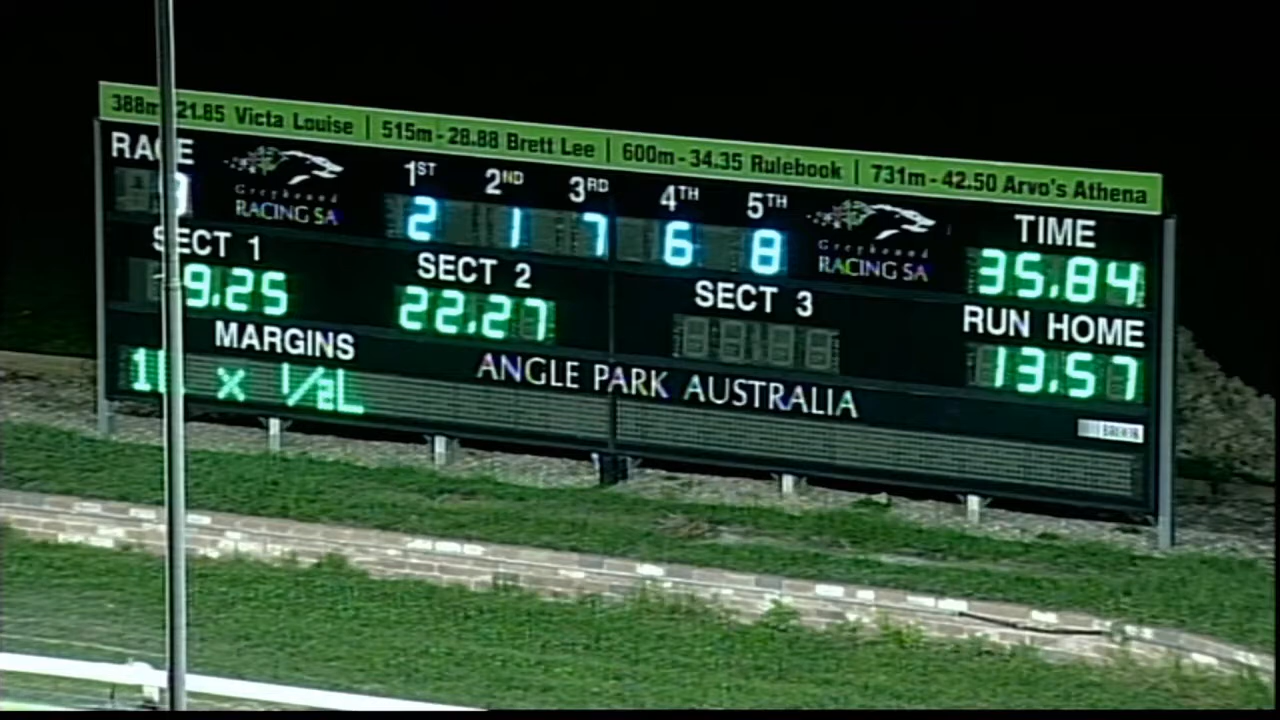 388m - 21.85 Victa Louise | 515m - 28.88 Brett Lee | 600m - 34.35 Rulebook | 731m - 42.50 Arvo's Athena
RACE
Greyhound
RACING SA
1ST 2ND 3RD 4TH 5TH
2 1 7 6 8
Greyhound
RACING SA
TIME
35.84
SECT 1
9.25
SECT 2
22.27
SECT 3
RUN HOME
13.57
MARGINS
x 1/2L
ANGLE PARK AUSTRALIA